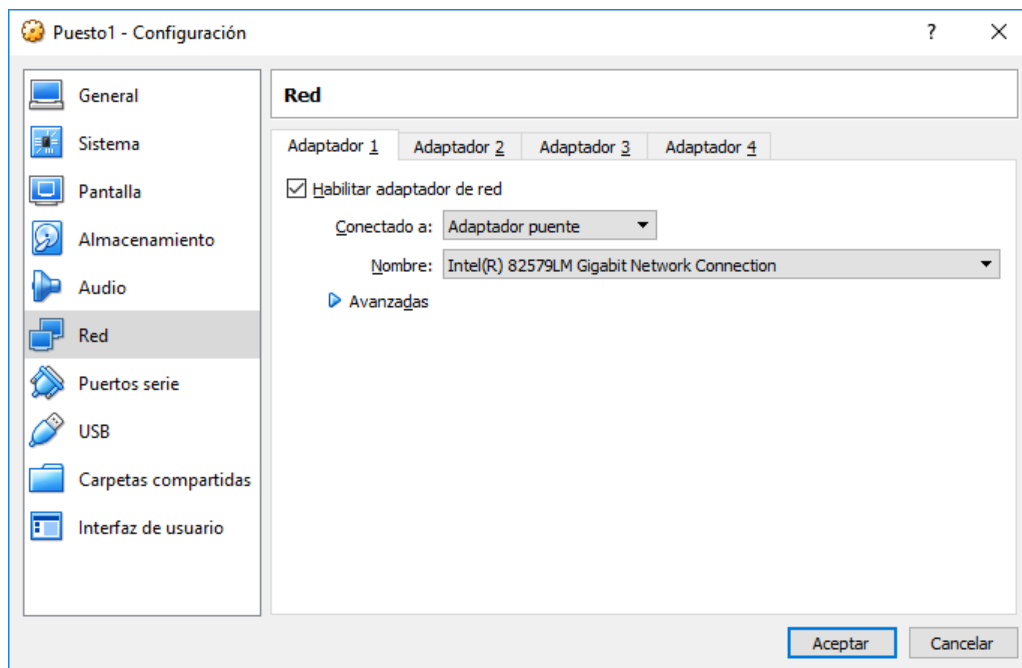 Puesto1 - Configuración
?
General
Sistema
Pantalla
Almacenamiento
Audio
Red
Puertos serie
USB
Carpetas compartidas
Interfaz de usuario
Red
Adaptador 1 Adaptador 2 Adaptador 3 Adaptador 4
Habilitar adaptador de red
Conectado a: Adaptador puente
Nombre: Intel(R) 82579LM Gigabit Network Connection
Avanzadas
Aceptar Cancelar